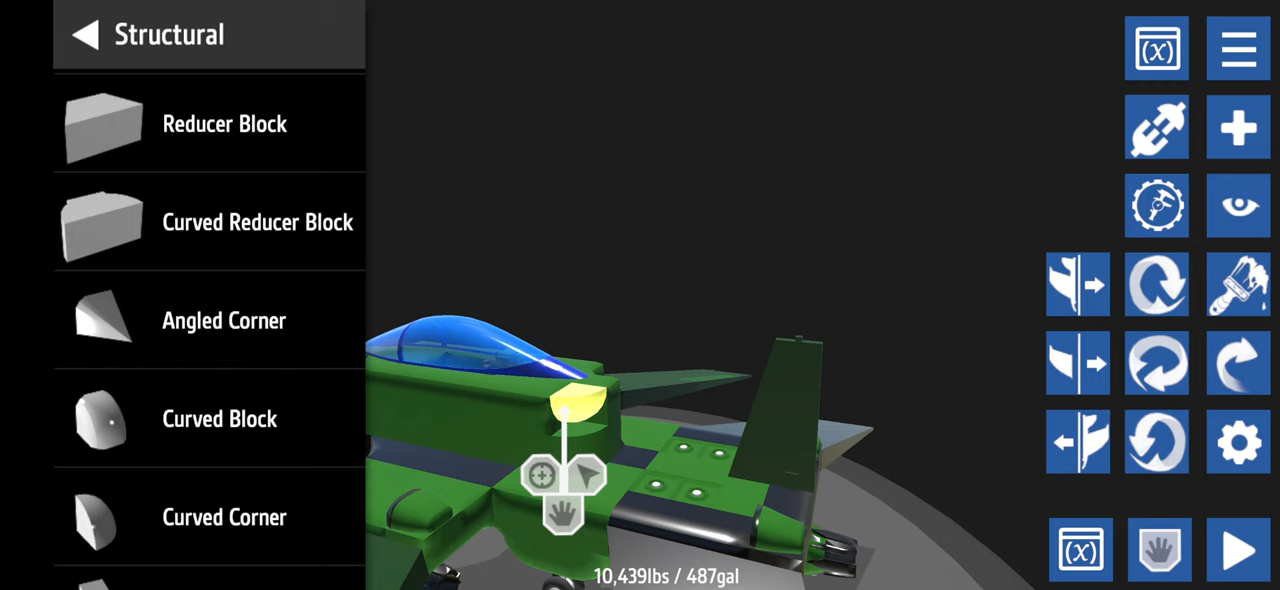 Structural
Reducer Block
Curved Reducer Block
Angled Corner
Curved Block
Curved Corner
(x)
(x)
10,439lbs / 487gal